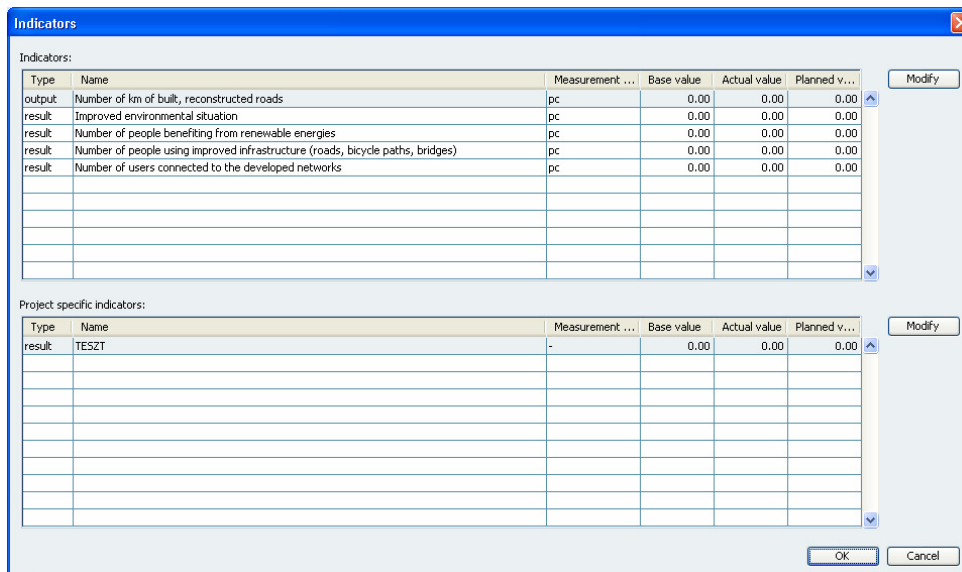 Indicators
Indicators:
Type Name Measurement ... Base value Actual value Planned v... Modify
output Number of km of built, reconstructed roads pc 0.00 0.00 0.00
result Improved environmental situation pc 0.00 0.00 0.00
result Number of people benefiting from renewable energies pc 0.00 0.00 0.00
result Number of people using improved infrastructure (roads, bicycle paths, bridges) pc 0.00 0.00 0.00
result Number of users connected to the developed networks pc 0.00 0.00 0.00
Project specific indicators:
Type Name Measurement ... Base value Actual value Planned v... Modify
result TESZT - 0.00 0.00 0.00
OK Cancel